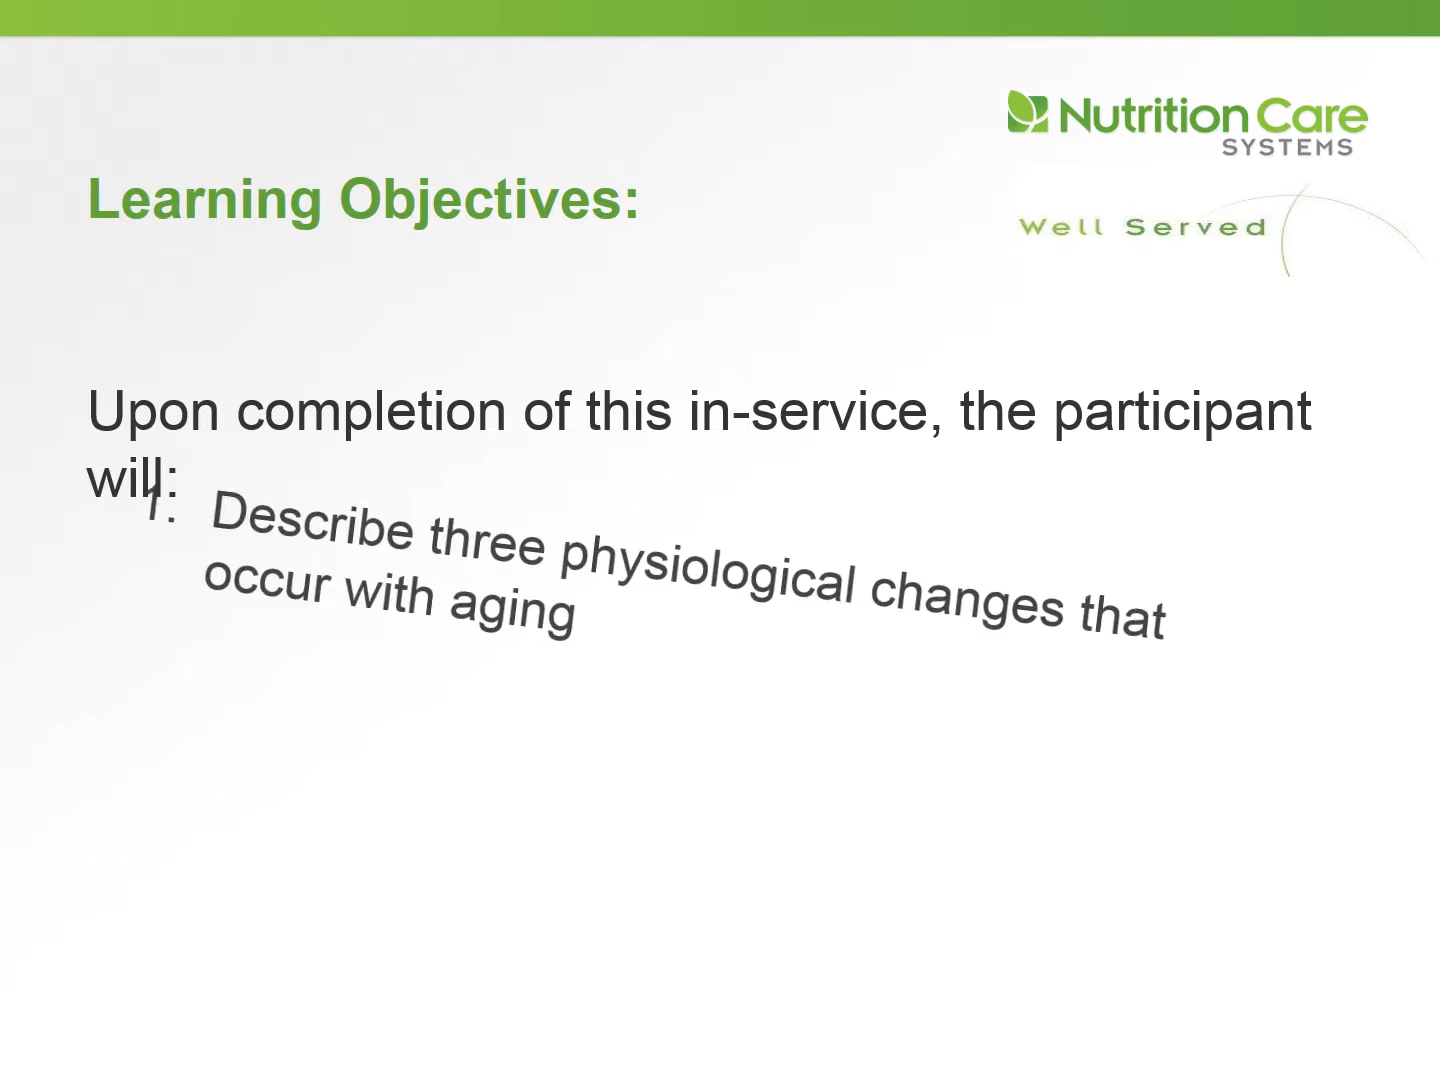 Nutrition Care
SYSTEMS
Learning Objectives:
Well Served
Upon completion of this in-service, the participant
will:
1. Describe three physiological changes that
occur with aging